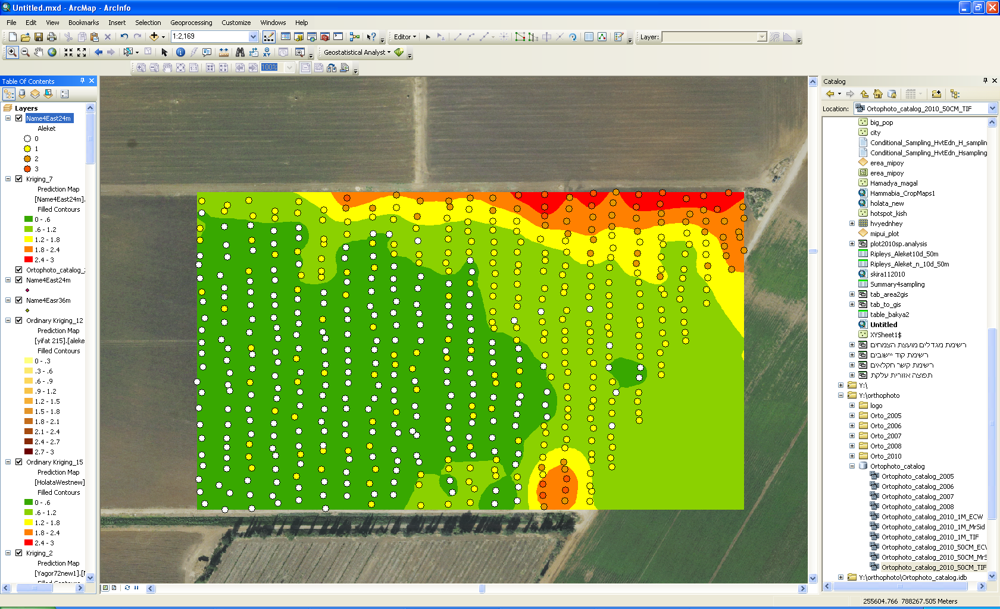 Untitled.mxd - ArcMap - ArcInfo
File Edit View Bookmarks Insert Selection Geoprocessing Customize Windows Help
1:2,169
Editor
Layer:
Geostatistical Analyst
100%
Table Of Contents
Layers
Name4East24m
Aleket
0
1
2
3
Kriging_7
Prediction Map
[Name4East24m].
Filled Contours
0 - .6
.6 - 1.2
1.2 - 1.8
1.8 - 2.4
2.4 - 3
Ortophoto_catalog_2
Name4East24m
Name4Easr36m
Ordinary Kriging_12
Prediction Map
[yifat 215].[aleke
Filled Contours
0 - .3
.3 - .6
.6 - .9
.9 - 1.2
1.2 - 1.5
1.5 - 1.8
1.8 - 2.1
2.1 - 2.4
2.4 - 2.7
2.7 - 3
Ordinary Kriging_15
Prediction Map
[HolataWestnew]
Filled Contours
0 - .6
.6 - 1.2
1.2 - 1.8
1.8 - 2.4
2.4 - 3
Kriging_2
Prediction Map
[Yagor72new1].[N
Filled Contours
Catalog
Location: Ortophoto_catalog_2010_50CM_TIF
big_pop
city
Conditional_Sampling_HvtEdn_H_samplin
Conditional_Sampling_HvtEdn_Hsampling
erea_mipoy
erea_mipoy
Hamadya_magal
Hammabia_CropMaps1
holata_new
hotspot_kish
hvyednhey
mipui_plot
plot2010sp.analysis
Ripleys_Aleket10d_50m
Ripleys_Aleket_n_10d_50m
skira112010
Summary4sampling
tab_area2gis
tab_to_gis
table_bakya2
Untitled
XYSheet1$
רשימת מגדלים מועצת הצמחים
רשימת קוד יישובים
רשימת קשר חקלאים
תפוצה אזורית עלקת
Y:\
Y:\orthophoto
logo
Orto_2005
Orto_2006
Orto_2007
Orto_2008
Orto_2010
Ortophoto_catalog
Ortophoto_catalog_2005
Ortophoto_catalog_2006
Ortophoto_catalog_2007
Ortophoto_catalog_2008
Ortophoto_catalog_2010_1M_ECW
Ortophoto_catalog_2010_1M_MrSid
Ortophoto_catalog_2010_1M_TIF
Ortophoto_catalog_2010_50CM_ECV
Ortophoto_catalog_2010_50CM_MrS
Ortophoto_catalog_2010_50CM_TIF
Y:\orthophoto\Ortophoto_catalog.idb
255604.766 788267.505 Meters